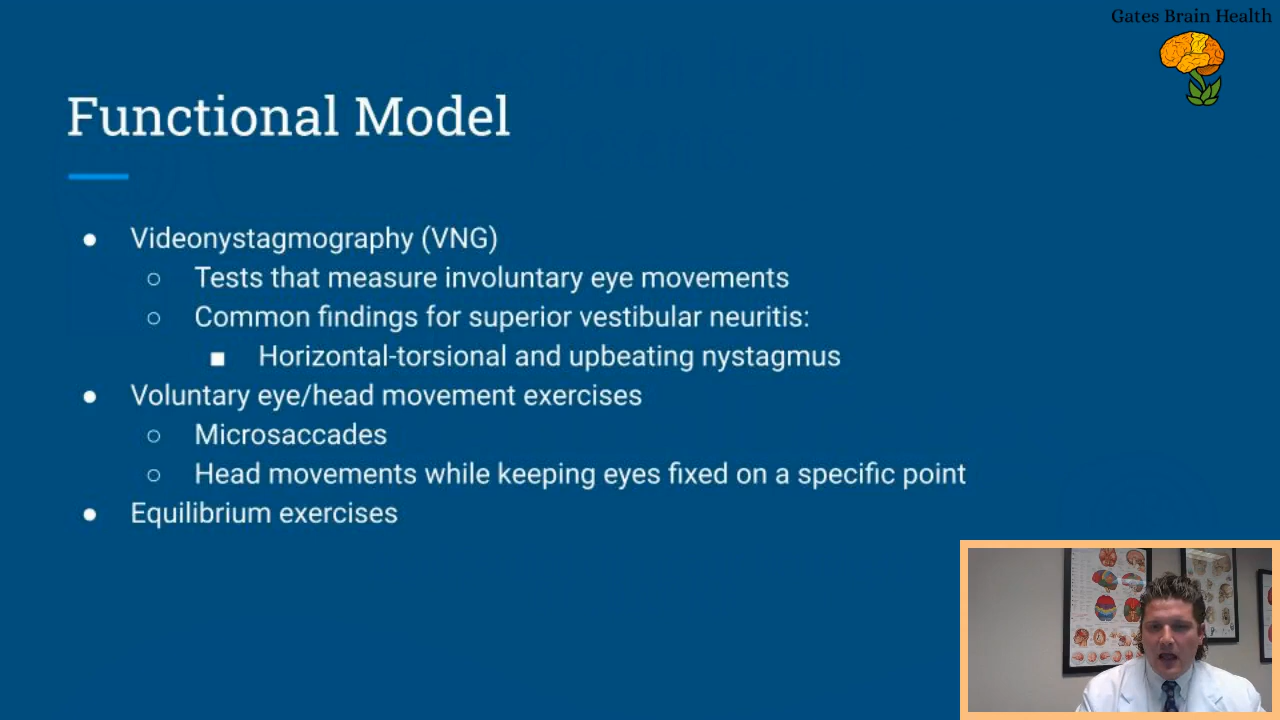 Gates Brain Health
Functional Model
● Videonystagmography (VNG)
○ Tests that measure involuntary eye movements
○ Common findings for superior vestibular neuritis:
■ Horizontal-torsional and upbeating nystagmus
● Voluntary eye/head movement exercises
○ Microsaccades
○ Head movements while keeping eyes fixed on a specific point
● Equilibrium exercises